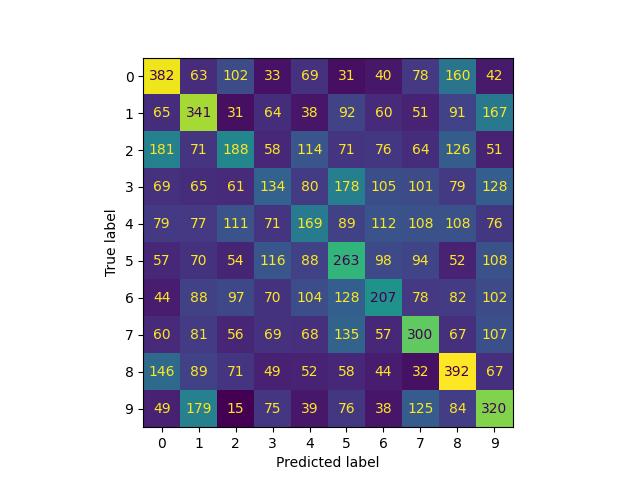 0 382 63 102 33 69 31 40 78 160 42
1 65 341 31 64 38 92 60 51 91 167
2 181 71 188 58 114 71 76 64 126 51
3 69 65 61 134 80 178 105 101 79 128
4 79 77 111 71 169 89 112 108 108 76
5 57 70 54 116 88 263 98 94 52 108
6 44 88 97 70 104 128 207 78 82 102
7 60 81 56 69 68 135 57 300 67 107
8 146 89 71 49 52 58 44 32 392 67
9 49 179 15 75 39 76 38 125 84 320
0 1 2 3 4 5 6 7 8 9
Predicted label
True label